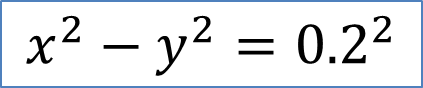 x² − y² = 0.2²